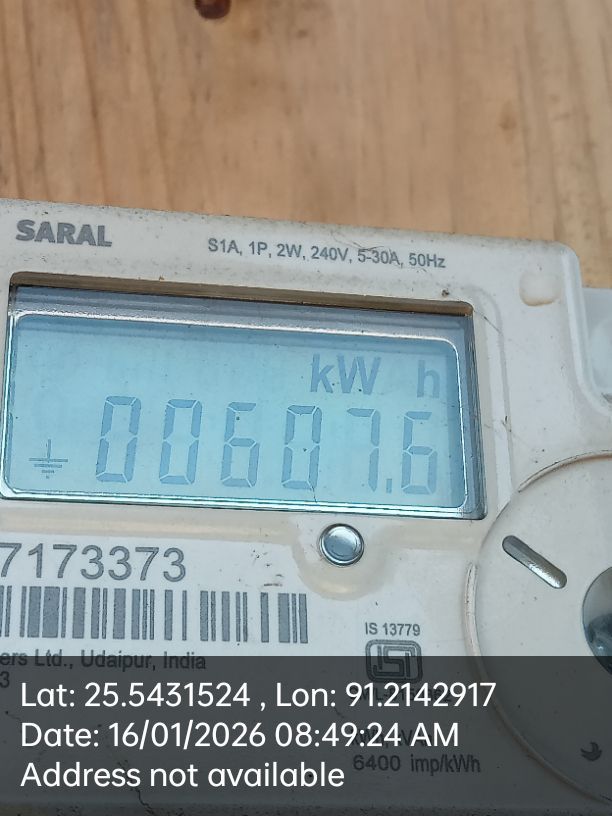 SARAL
S1A, 1P, 2W, 240V, 5-30A, 50Hz
kW h
00607.6
7173373
IS 13779
ers Ltd., Udaipur, India
3
Lat: 25.5431524 , Lon: 91.2142917
Date: 16/01/2026 08:49:24 AM
6400 imp/kWh
Address not available